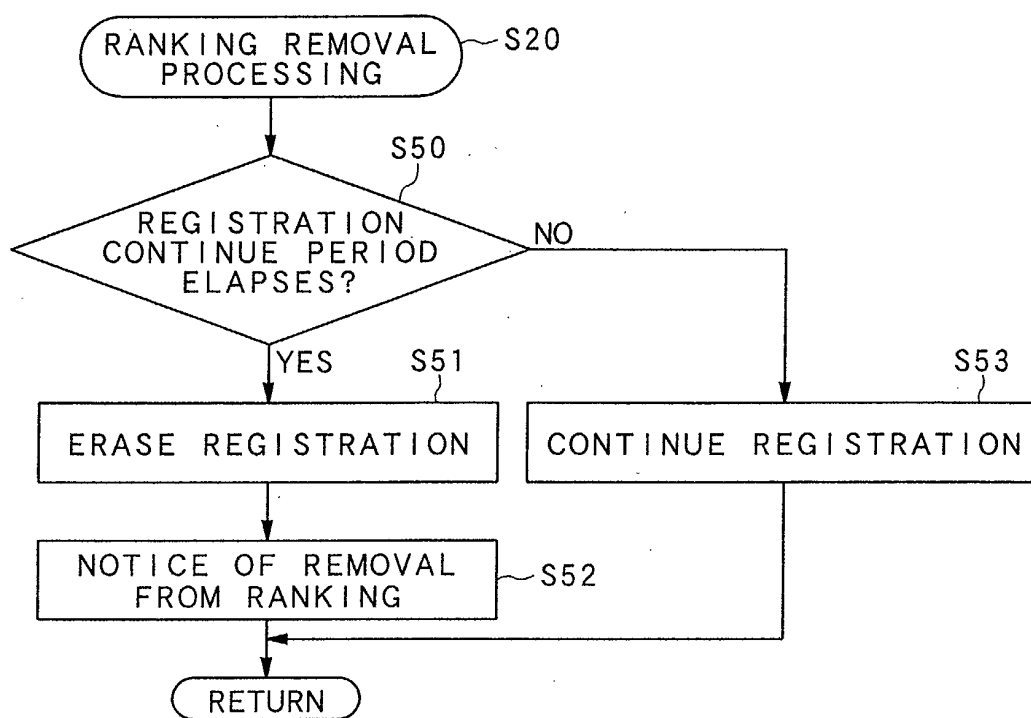 RANKING REMOVAL
PROCESSING
S20
S50
REGISTRATION
CONTINUE PERIOD
ELAPSES?
NO
YES
S51
S53
ERASE REGISTRATION
CONTINUE REGISTRATION
NOTICE OF REMOVAL
FROM RANKING
S52
RETURN